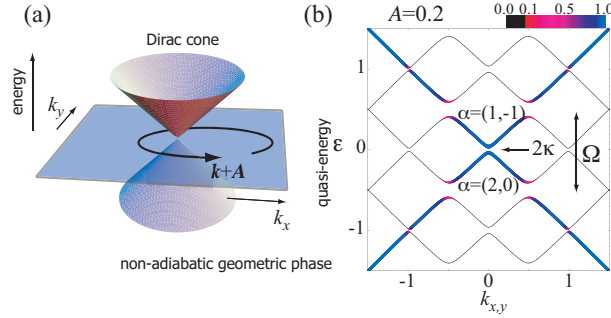 (a)
Dirac cone
energy
k_y
k+A
k_x
non-adiabatic geometric phase
(b)
A=0.2
0.0 0.1 0.5 1.0
quasi-energy
ε
1
0
-1
α=(1,-1)
2κ
Ω
α=(2,0)
-1 0 1
k_{x,y}